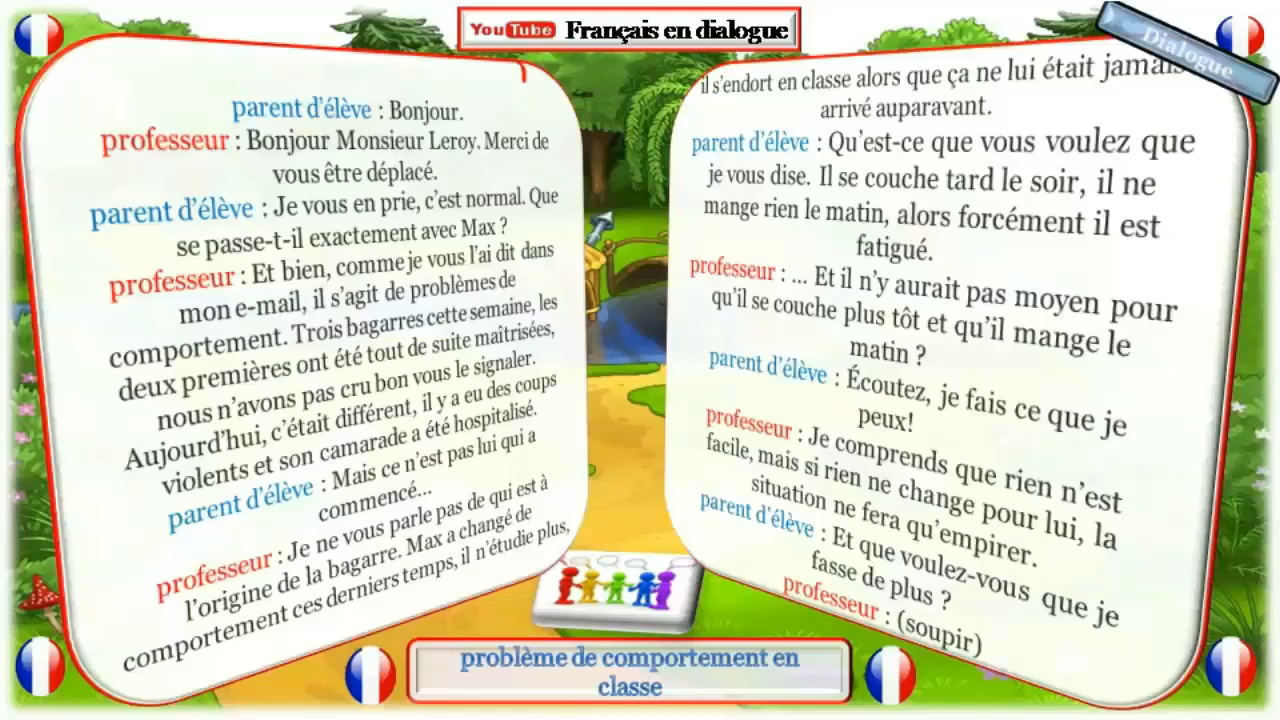 YouTube Français en dialogue
Dialogue
parent d'élève : Bonjour.
professeur : Bonjour Monsieur Leroy. Merci de
vous être déplacé.
parent d'élève : Je vous en prie, c'est normal. Que
se passe-t-il exactement avec Max ?
professeur : Et bien, comme je vous l'ai dit dans
mon e-mail, il s'agit de problèmes de
comportement. Trois bagarres cette semaine, les
deux premières ont été tout de suite maîtrisées,
nous n'avons pas cru bon vous le signaler.
Aujourd'hui, c'était différent, il y a eu des coups
violents et son camarade a été hospitalisé.
parent d'élève : Mais ce n'est pas lui qui a
commencé...
professeur : Je ne vous parle pas de qui est à
l'origine de la bagarre. Max a changé de
comportement ces derniers temps, il n'étudie plus,
il s'endort en classe alors que ça ne lui était jamais
arrivé auparavant.
parent d'élève : Qu'est-ce que vous voulez que
je vous dise. Il se couche tard le soir, il ne
mange rien le matin, alors forcément il est
fatigué.
professeur : ... Et il n'y aurait pas moyen pour
qu'il se couche plus tôt et qu'il mange le
matin ?
parent d'élève : Écoutez, je fais ce que je
peux!
professeur : Je comprends que rien n'est
facile, mais si rien ne change pour lui, la
situation ne fera qu'empirer.
parent d'élève : Et que voulez-vous que je
fasse de plus ?
professeur : (soupir)
problème de comportement en
classe